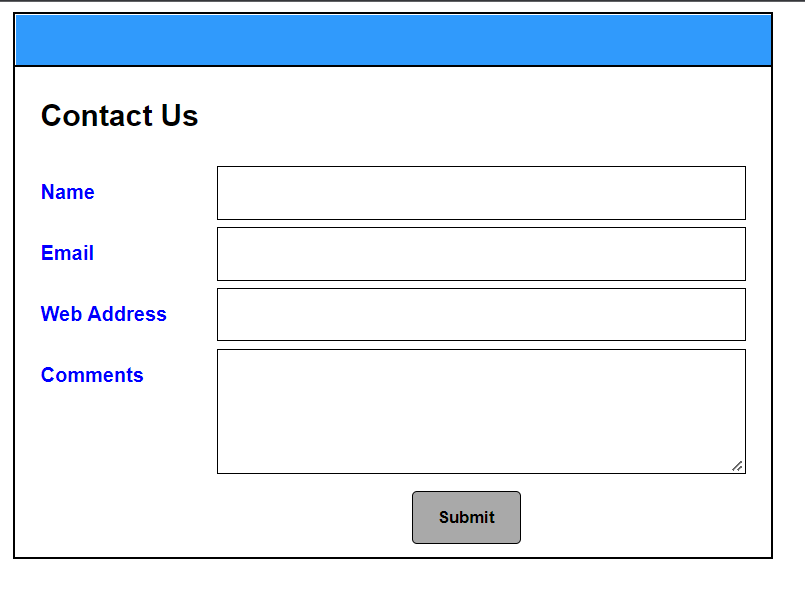 Contact Us
Name
Email
Web Address
Comments
Submit